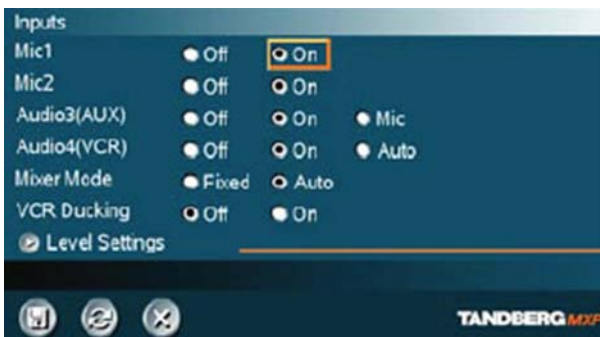 Inputs
Mic1 Off On
Mic2 Off On
Audio3(AUX) Off On Mic
Audio4(VCR) Off On Auto
Mixer Mode Fixed Auto
VCR Ducking Off On
Level Settings
TANDBERG MXP